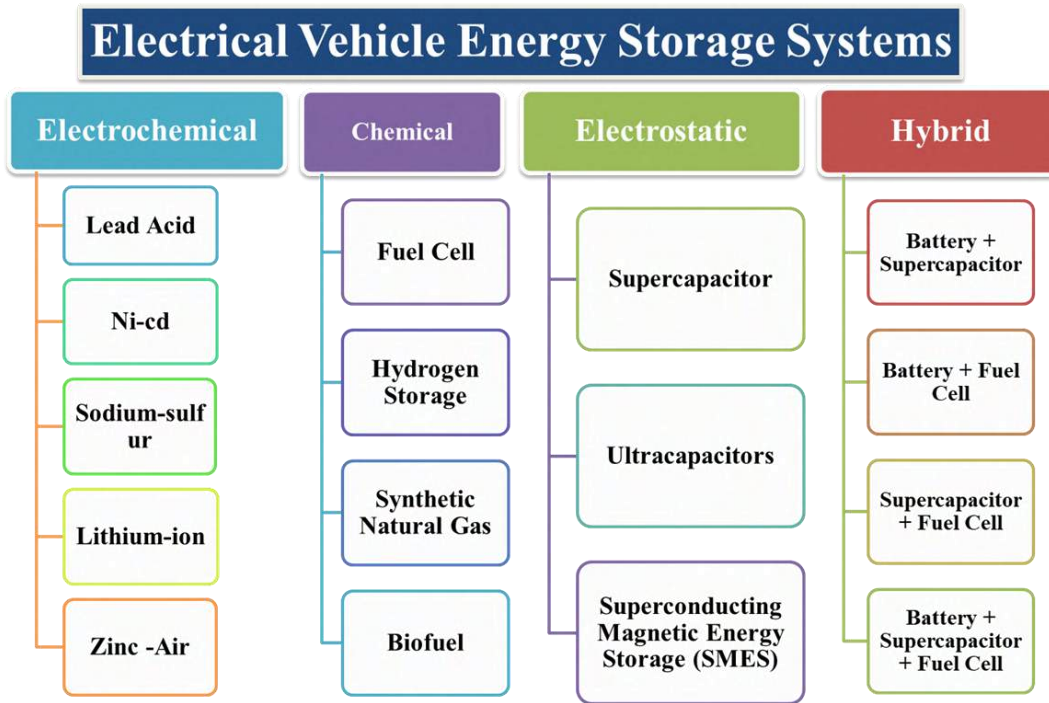 Electrical Vehicle Energy Storage Systems
Electrochemical
Lead Acid
Ni-cd
Sodium-sulf
ur
Lithium-ion
Zinc -Air
Chemical
Fuel Cell
Hydrogen
Storage
Synthetic
Natural Gas
Biofuel
Electrostatic
Supercapacitor
Ultracapacitors
Superconducting
Magnetic Energy
Storage (SMES)
Hybrid
Battery +
Supercapacitor
Battery + Fuel
Cell
Supercapacitor
+ Fuel Cell
Battery +
Supercapacitor
+ Fuel Cell